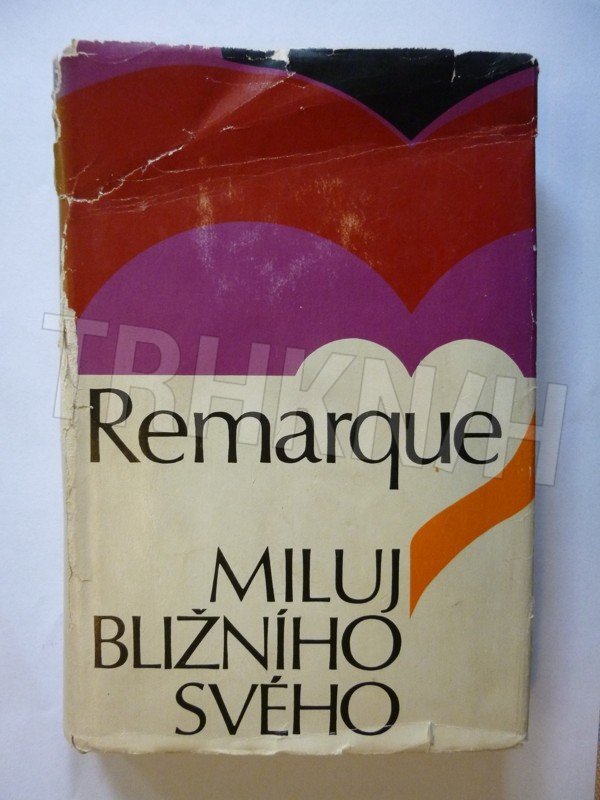 TRHKNIH
Remarque
MILUJ
BLIŽNÍHO
SVÉHO